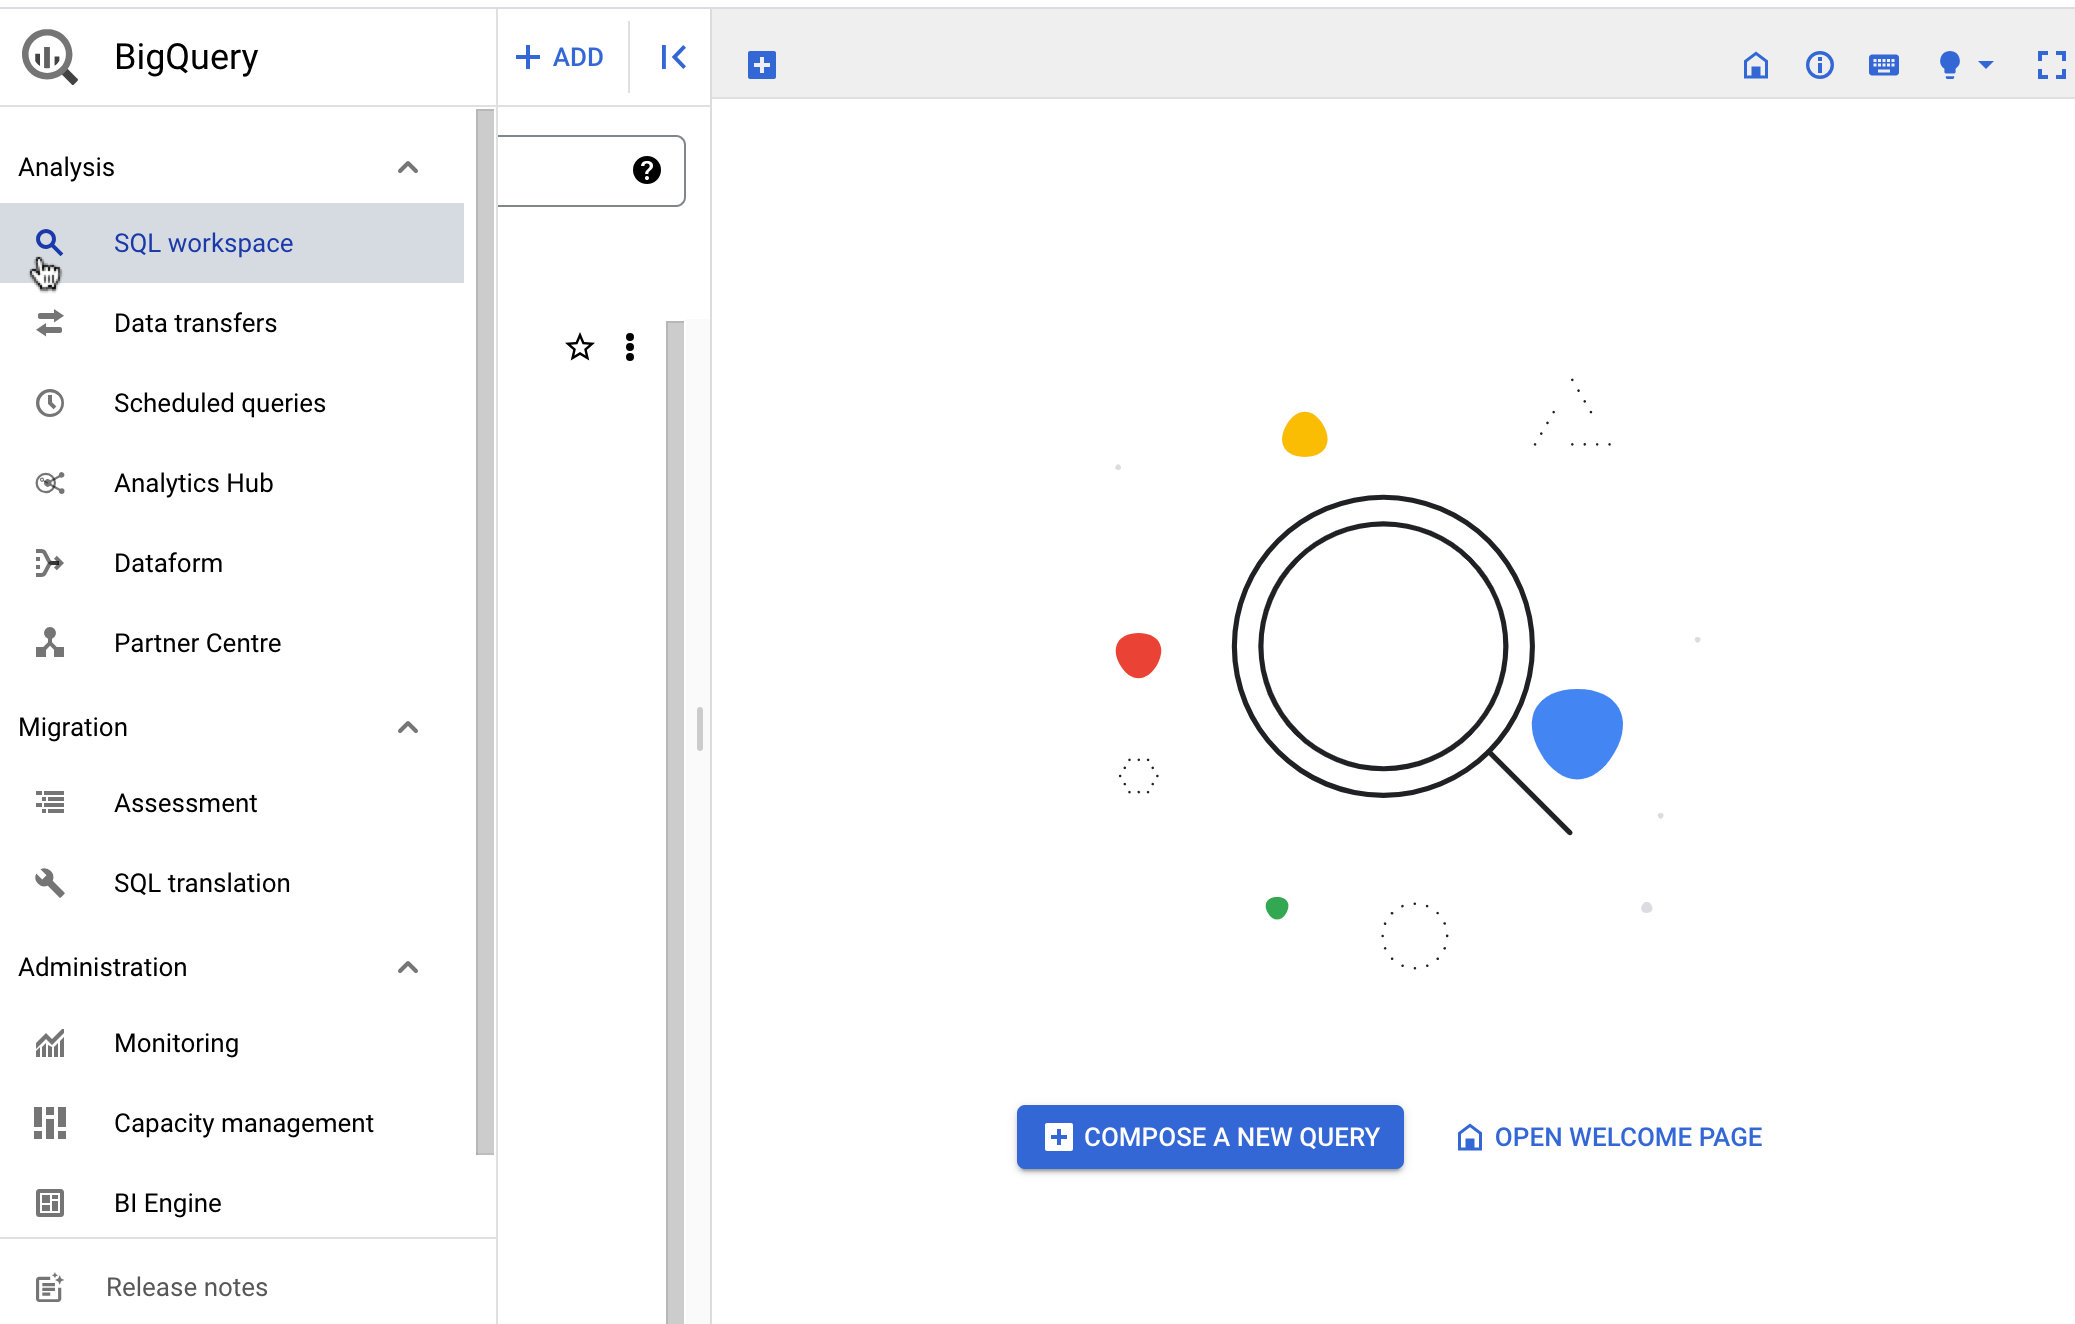 BigQuery
ADD
Analysis
SQL workspace
Data transfers
Scheduled queries
Analytics Hub
Dataform
Partner Centre
Migration
Assessment
SQL translation
Administration
Monitoring
Capacity management
BI Engine
Release notes
COMPOSE A NEW QUERY
OPEN WELCOME PAGE